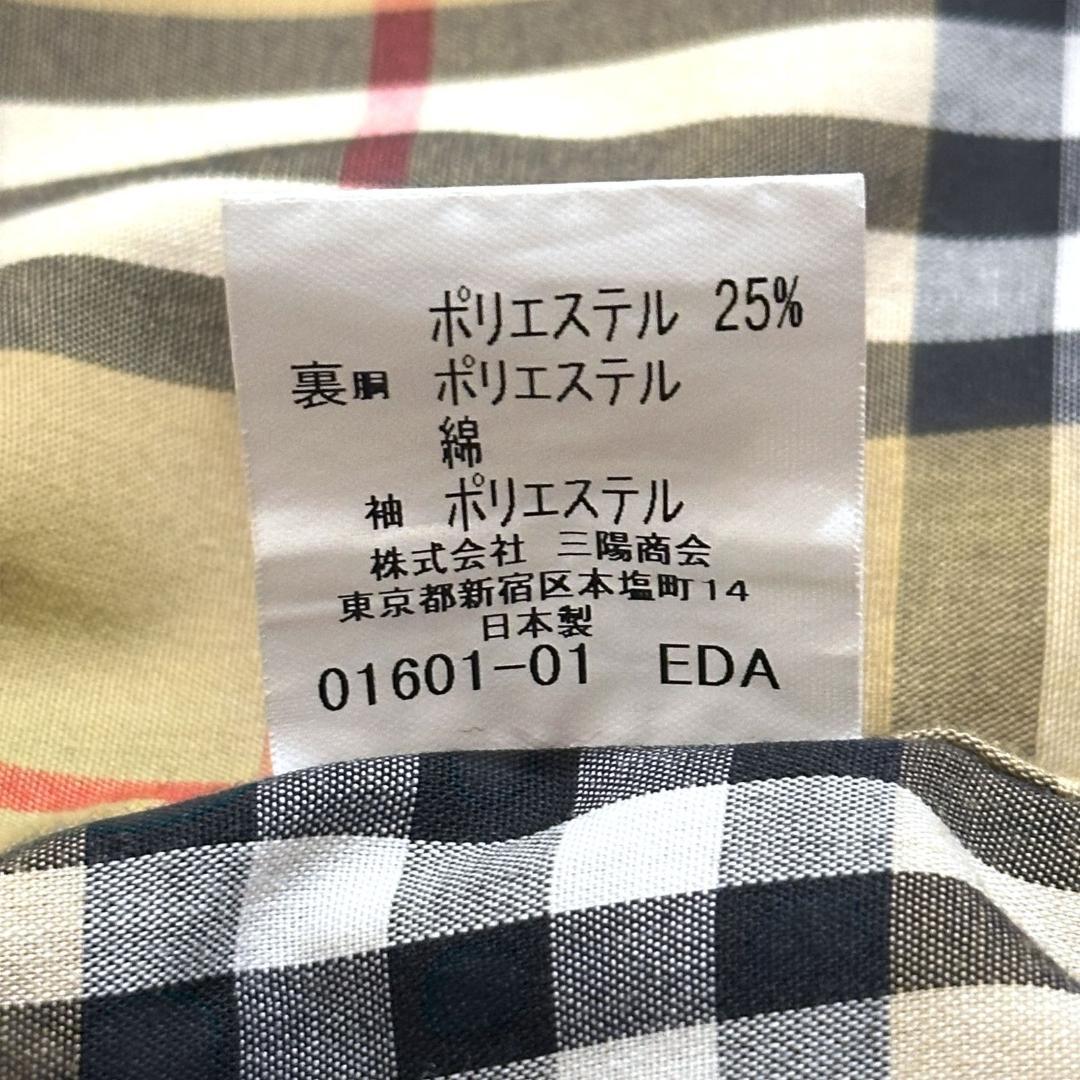 ポリエステル 25%
裏胴 ポリエステル
綿
袖 ポリエステル
株式会社 三陽商会
東京都新宿区本塩町14
日本製
01601-01 EDA